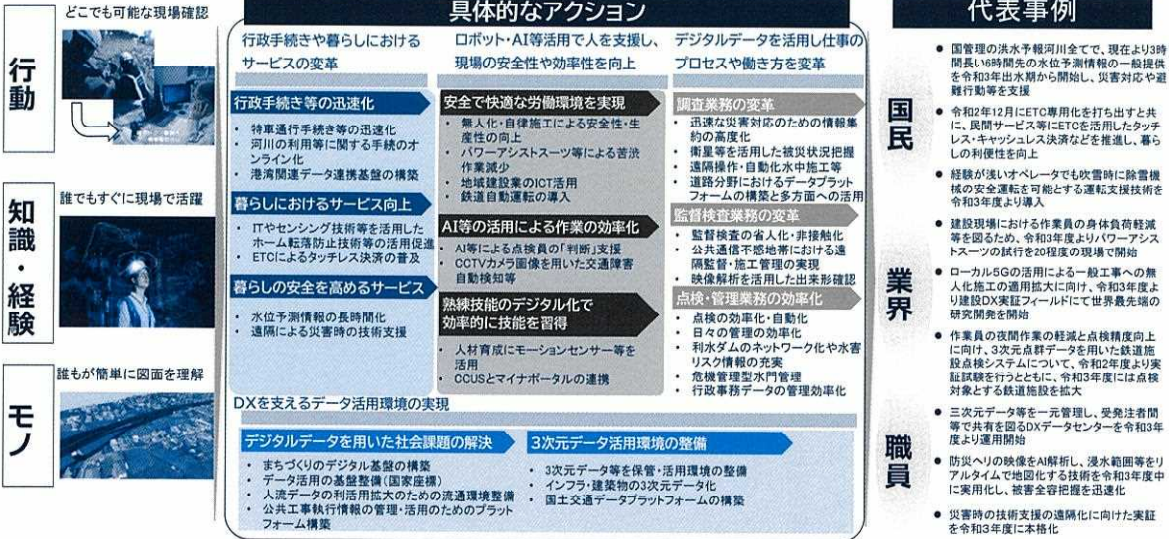 行動
どこでも可能な現場確認
知識・経験
誰でもすぐに現場で活躍
モノ
誰もが簡単に図面を理解
具体的なアクション
行政手続きや暮らしにおける
サービスの変革
行政手続き等の迅速化
・ 特車通行手続き等の迅速化
・ 河川の利用等に関する手続のオ
ンライン化
・ 港湾関連データ連携基盤の構築
暮らしにおけるサービス向上
・ ITやセンシング技術等を活用した
ホーム転落防止技術等の活用促進
・ ETCによるタッチレス決済の普及
暮らしの安全を高めるサービス
・ 水位予測情報の長時間化
・ 遠隔による災害時の技術支援
ロボット・AI等活用で人を支援し、
現場の安全性や効率性を向上
安全で快適な労働環境を実現
・ 無人化・自律施工による安全性・生
産性の向上
・ パワーアシストスーツ等による苦渋
作業減少
・ 地域建設業のICT活用
・ 鉄道自動運転の導入
AI等の活用による作業の効率化
・ AI等による点検員の「判断」支援
・ CCTVカメラ画像を用いた交通障害
自動検知等
熟練技能のデジタル化で
効率的に技能を習得
・ 人材育成にモーションセンサー等を
活用
・ CCUSとマイナポータルの連携
デジタルデータを活用し仕事の
プロセスや働き方を変革
調査業務の変革
・ 迅速な災害対応のための情報集
約の高度化
・ 衛星等を活用した被災状況把握
・ 遠隔操作・自動化水中施工等
・ 道路分野におけるデータプラット
フォームの構築と多方面への活用
監督検査業務の変革
・ 監督検査の省人化・非接触化
・ 公共通信不感地帯における遠
隔監督・施工管理の実現
・ 映像解析を活用した出来形確認
点検・管理業務の効率化
・ 点検の効率化・自動化
・ 日々の管理の効率化
・ 利水ダムのネットワーク化や水害
リスク情報の充実
・ 危機管理型水門管理
・ 行政事務データの管理効率化
DXを支えるデータ活用環境の実現
デジタルデータを用いた社会課題の解決
・ まちづくりのデジタル基盤の構築
・ データ活用の基盤整備(国家座標)
・ 人流データの利活用拡大のための流通環境整備
・ 公共工事執行情報の管理・活用のためのプラット
フォーム構築
3次元データ活用環境の整備
・ 3次元データ等を保管・活用環境の整備
・ インフラ・建築物の3次元データ化
・ 国土交通データプラットフォームの構築
代表事例
国民
● 国管理の洪水予報河川全てで、現在より3時
間長い6時間先の水位予測情報の一般提供
を令和3年出水期から開始し、災害対応や避
難行動等を支援
● 令和2年12月にETC専用化を打ち出すと共
に、民間サービス等にETCを活用したタッチ
レス・キャッシュレス決済などを推進し、暮ら
しの利便性を向上
● 経験が浅いオペレータでも吹雪時に除雪機
械の安全運転を可能とする運転支援技術を
令和3年度より導入
業界
● 建設現場における作業員の身体負荷軽減
等を図るため、令和3年度よりパワーアシス
トスーツの試行を20程度の現場で開始
● ローカル5Gの活用による一般工事への無
人化施工の適用拡大に向け、令和3年度よ
り建設DX実証フィールドにて世界最先端の
研究開発を開始
● 作業員の夜間作業の軽減と点検精度向上
に向け、3次元点群データを用いた鉄道施
設点検システムについて、令和2年度より実
証試験を行うとともに、令和3年度には点検
対象とする鉄道施設を拡大
職員
● 三次元データ等を一元管理し、受発注者間
等で共有を図るDXデータセンターを令和3年
度より運用開始
● 防災ヘリの映像をAI解析し、浸水範囲等をリ
アルタイムで地図化する技術を令和3年度中
に実用化し、被害全容把握を迅速化
● 災害時の技術支援の遠隔化に向けた実証
を令和3年度に本格化